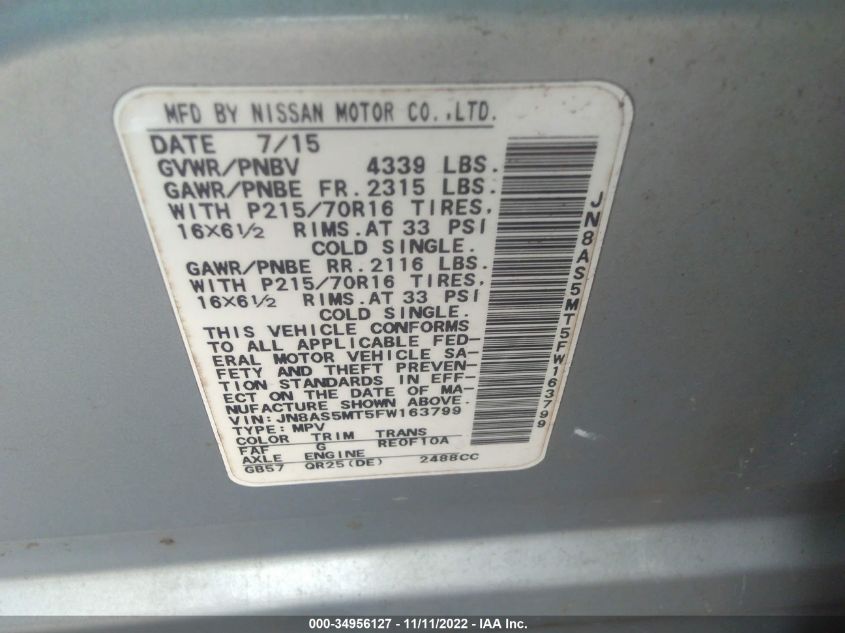 MFD BY NISSAN MOTOR CO.,LTD.
DATE 7/15
GVWR/PNBV 4339 LBS.
GAWR/PNBE FR. 2315 LBS.
WITH P215/70R16 TIRES,
16X6½ RIMS. AT 33 PSI
COLD SINGLE.
GAWR/PNBE RR. 2116 LBS.
WITH P215/70R16 TIRES,
16X6½ RIMS. AT 33 PSI
COLD SINGLE.
THIS VEHICLE CONFORMS
TO ALL APPLICABLE FED-
ERAL MOTOR VEHICLE SA-
FETY AND THEFT PREVEN-
TION STANDARDS IN EFF-
ECT ON THE DATE OF MA-
NUFACTURE SHOWN ABOVE.
VIN: JN8AS5MT5FW163799
TYPE: MPV
COLOR TRIM TRANS
FAF G RE0F10A
AXLE ENGINE
GB57 QR25(DE) 2488CC
JN8AS5MT5FW163799
000-34956127 - 11/11/2022 - IAA Inc.